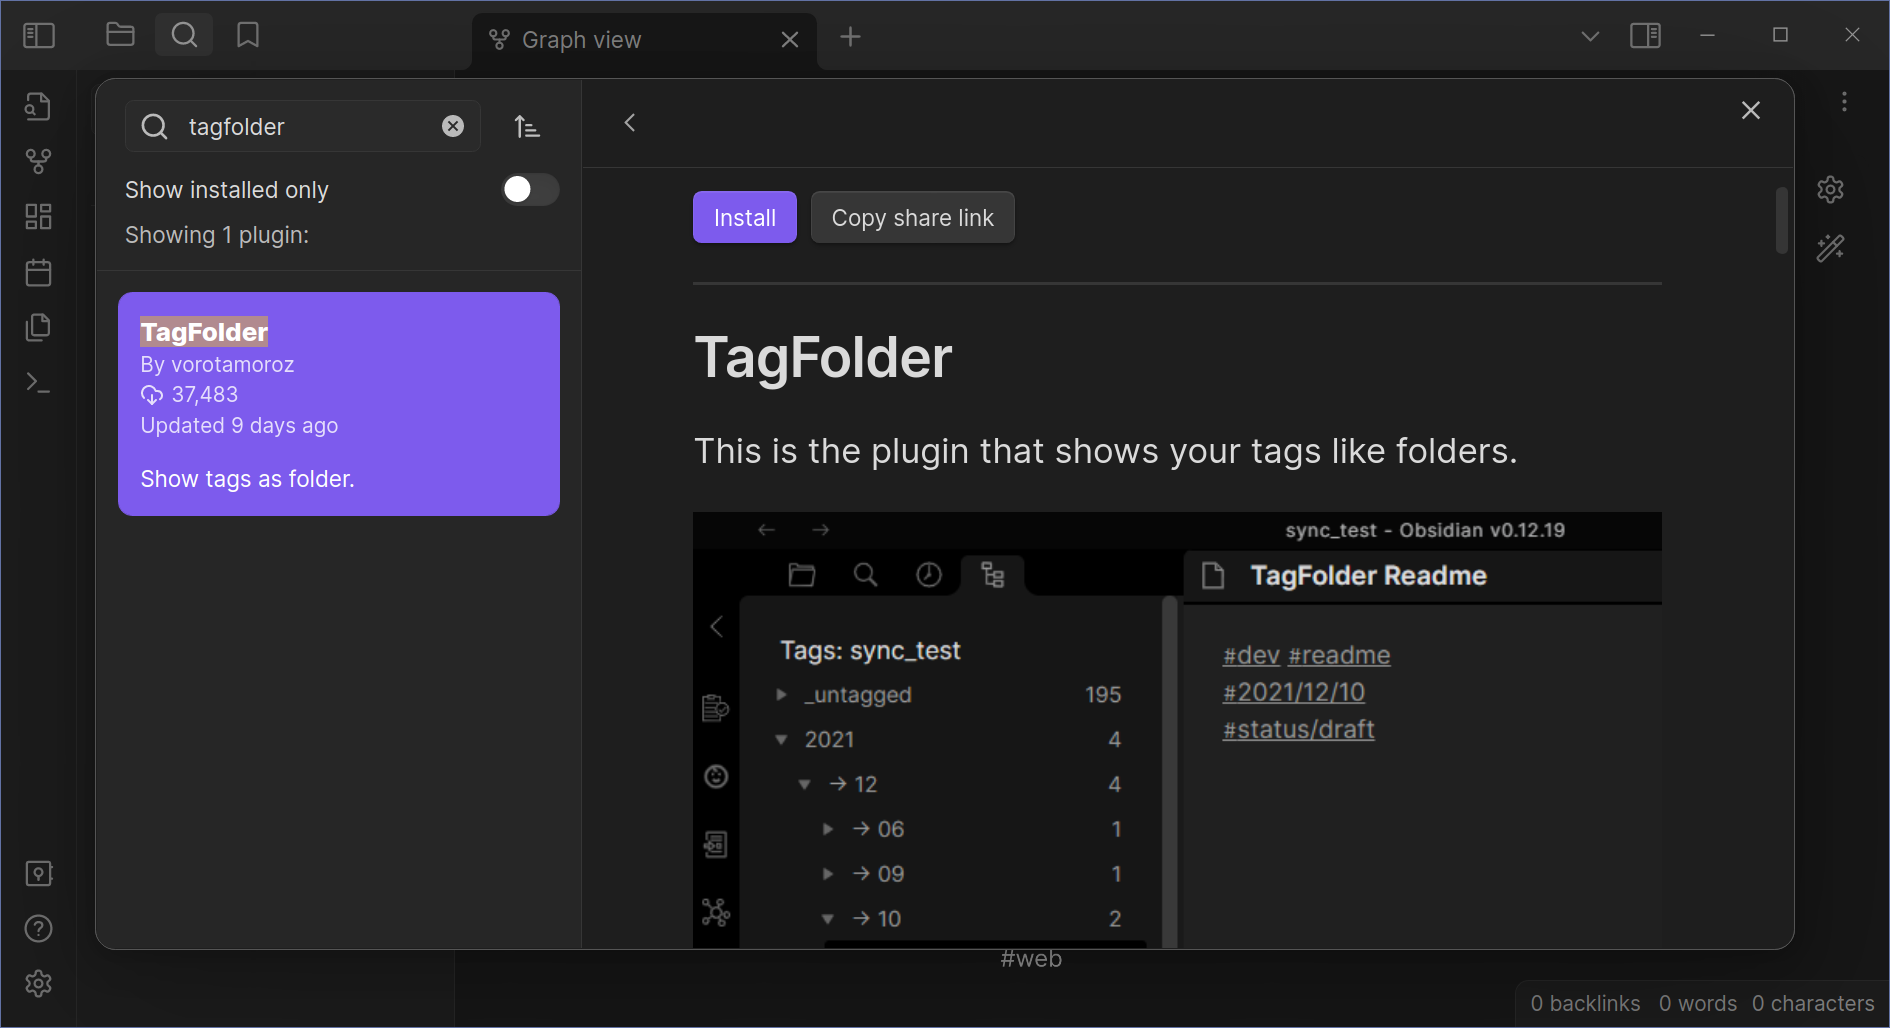 Graph view
tagfolder
Show installed only
Showing 1 plugin:
TagFolder
By vorotamoroz
37,483
Updated 9 days ago
Show tags as folder.
Install
Copy share link
TagFolder
This is the plugin that shows your tags like folders.
sync_test - Obsidian v0.12.19
TagFolder Readme
Tags: sync_test
_untagged 195
2021 4
→ 12 4
→ 06 1
→ 09 1
→ 10 2
#dev #readme
#2021/12/10
#status/draft
#web
0 backlinks 0 words 0 characters